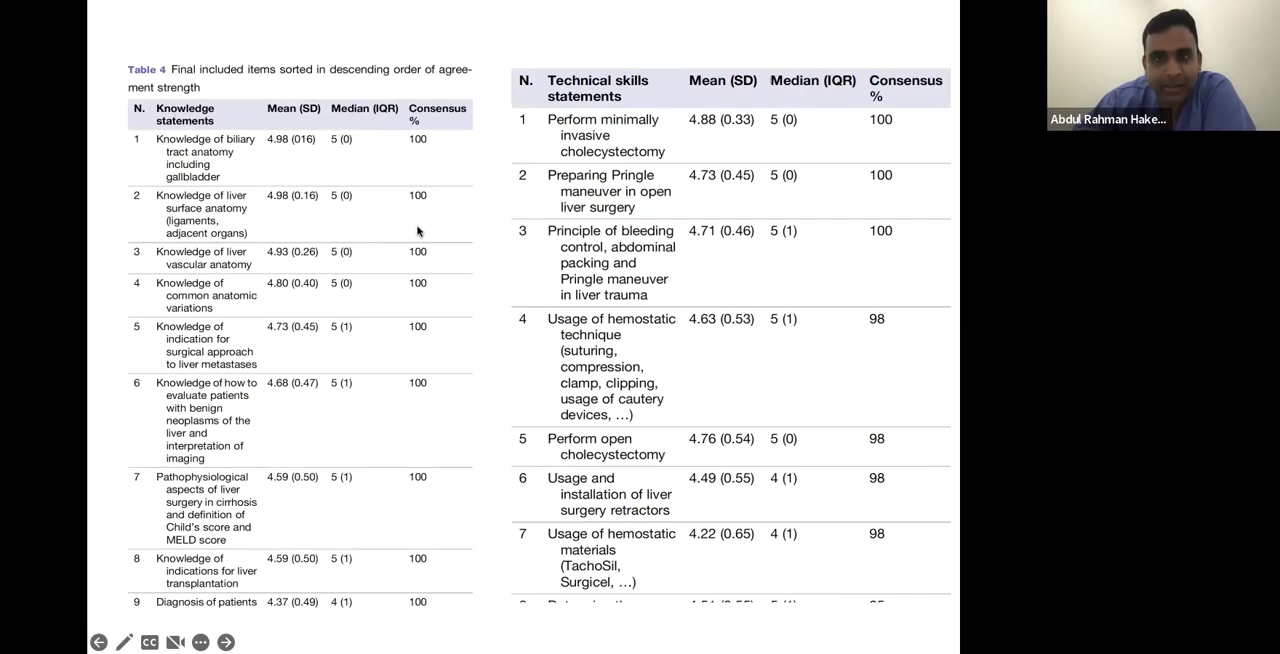 Table 4 Final included items sorted in descending order of agree-
ment strength
N. Knowledge statements Mean (SD) Median (IQR) Consensus %
1 Knowledge of biliary 4.98 (016) 5 (0) 100
tract anatomy
including
gallbladder
2 Knowledge of liver 4.98 (0.16) 5 (0) 100
surface anatomy
(ligaments,
adjacent organs)
3 Knowledge of liver 4.93 (0.26) 5 (0) 100
vascular anatomy
4 Knowledge of 4.80 (0.40) 5 (0) 100
common anatomic
variations
5 Knowledge of 4.73 (0.45) 5 (1) 100
indication for
surgical approach
to liver metastases
6 Knowledge of how to 4.68 (0.47) 5 (1) 100
evaluate patients
with benign
neoplasms of the
liver and
interpretation of
imaging
7 Pathophysiological 4.59 (0.50) 5 (1) 100
aspects of liver
surgery in cirrhosis
and definition of
Child's score and
MELD score
8 Knowledge of 4.59 (0.50) 5 (1) 100
indications for liver
transplantation
9 Diagnosis of patients 4.37 (0.49) 4 (1) 100
N. Technical skills statements Mean (SD) Median (IQR) Consensus %
1 Perform minimally 4.88 (0.33) 5 (0) 100
invasive
cholecystectomy
2 Preparing Pringle 4.73 (0.45) 5 (0) 100
maneuver in open
liver surgery
3 Principle of bleeding 4.71 (0.46) 5 (1) 100
control, abdominal
packing and
Pringle maneuver
in liver trauma
4 Usage of hemostatic 4.63 (0.53) 5 (1) 98
technique
(suturing,
compression,
clamp, clipping,
usage of cautery
devices, …)
5 Perform open 4.76 (0.54) 5 (0) 98
cholecystectomy
6 Usage and 4.49 (0.55) 4 (1) 98
installation of liver
surgery retractors
7 Usage of hemostatic 4.22 (0.65) 4 (1) 98
materials
(TachoSil,
Surgicel, …)
Abdul Rahman Hake...
CC